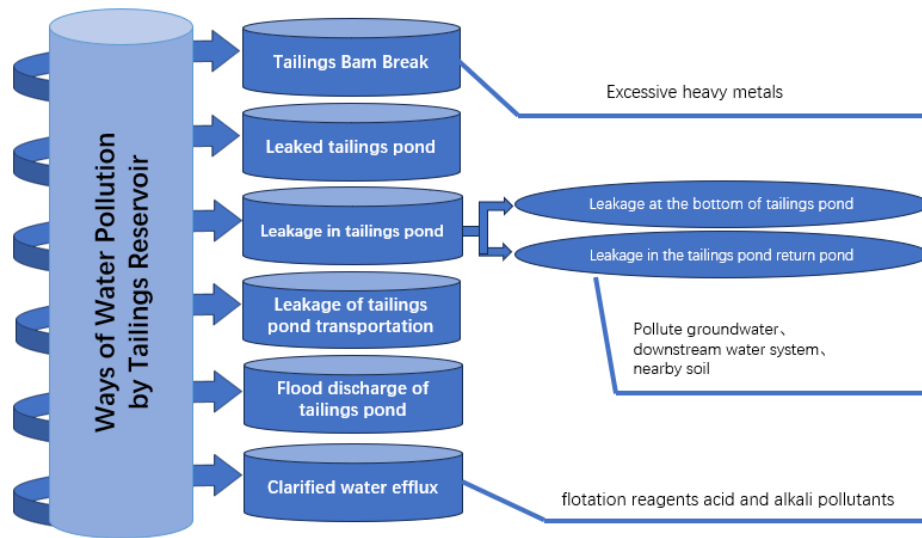 Ways of Water Pollution
by Tailings Reservoir
Tailings Bam Break
Excessive heavy metals
Leaked tailings pond
Leakage in tailings pond
Leakage at the bottom of tailings pond
Leakage in the tailings pond return pond
Pollute groundwater、
downstream water system、
nearby soil
Leakage of tailings
pond transportation
Flood discharge of
tailings pond
Clarified water efflux
flotation reagents acid and alkali pollutants